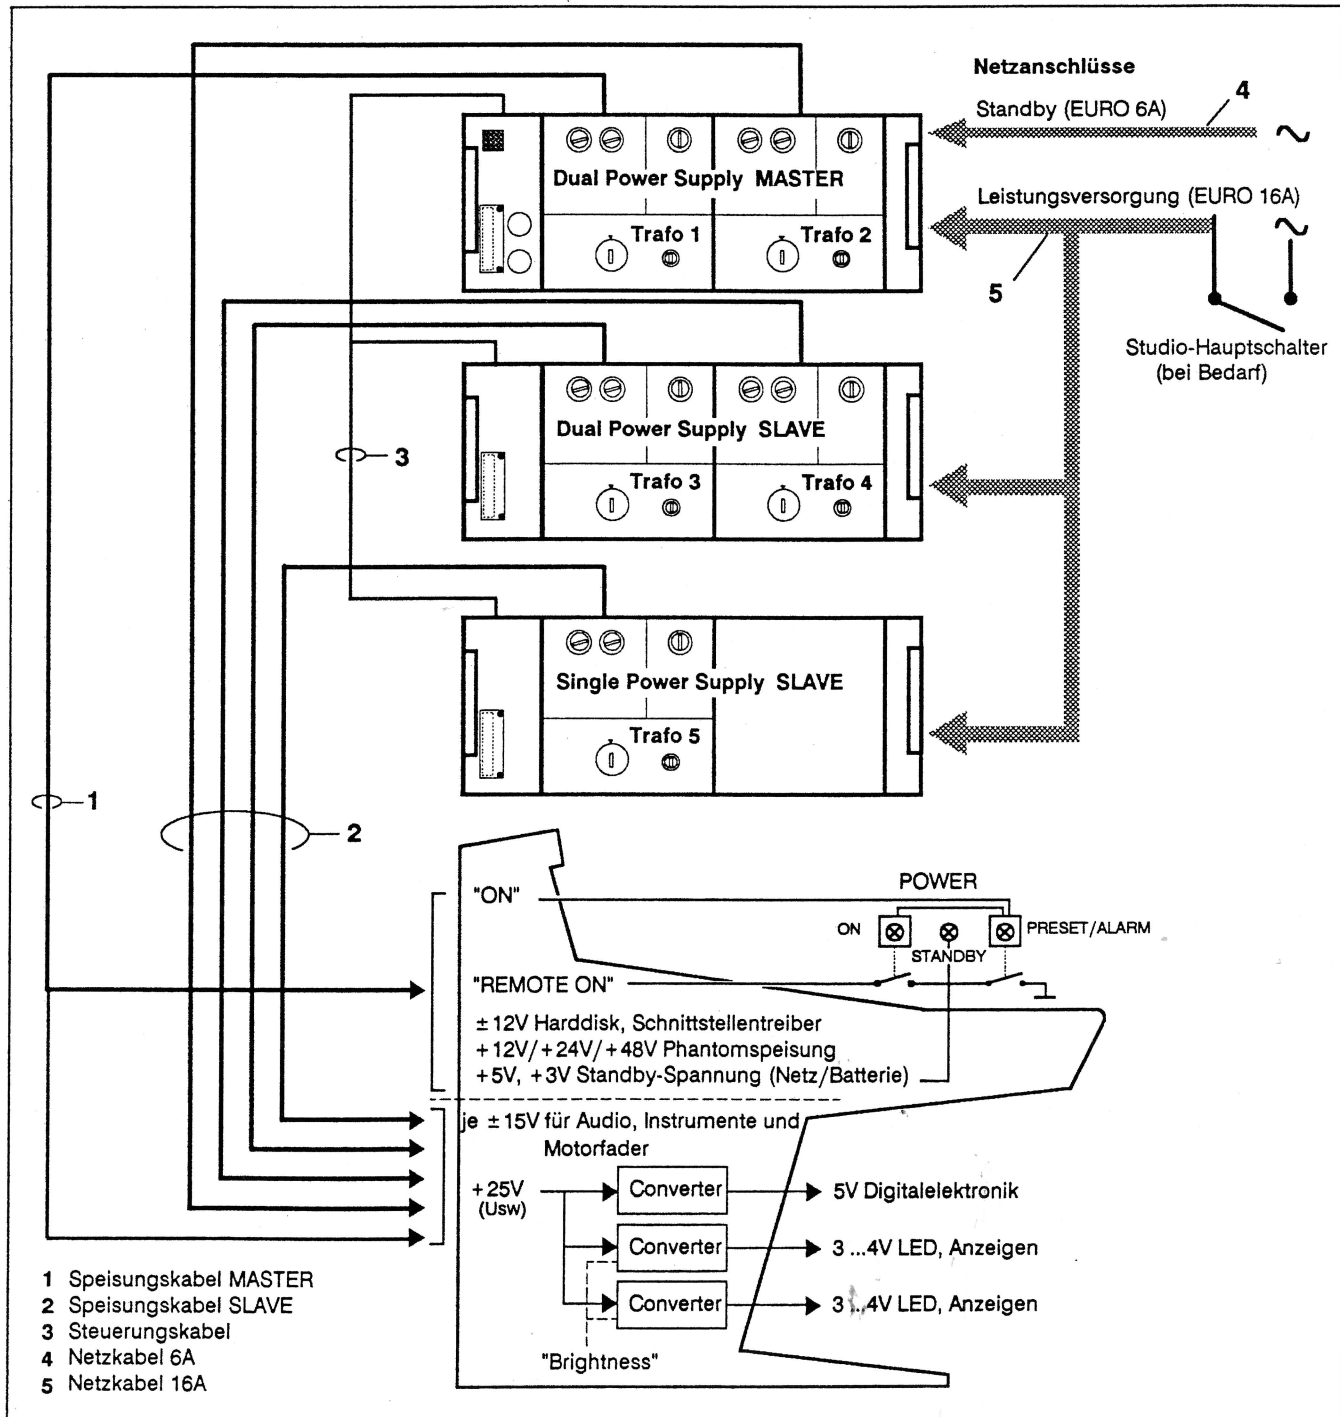 Netzanschlüsse
Standby (EURO 6A)
4
Dual Power Supply MASTER
Leistungsversorgung (EURO 16A)
Trafo 1
Trafo 2
5
Studio-Hauptschalter
(bei Bedarf)
Dual Power Supply SLAVE
3
Trafo 3
Trafo 4
Single Power Supply SLAVE
Trafo 5
1
2
"ON"
POWER
ON
PRESET/ALARM
STANDBY
"REMOTE ON"
±12V Harddisk, Schnittstellentreiber
+12V/+24V/+48V Phantomspeisung
+5V, +3V Standby-Spannung (Netz/Batterie)
je ±15V für Audio, Instrumente und
Motorfader
+25V
(Usw)
Converter
5V Digitalelektronik
Converter
3 ...4V LED, Anzeigen
Converter
3 ...4V LED, Anzeigen
"Brightness"
1 Speisungskabel MASTER
2 Speisungskabel SLAVE
3 Steuerungskabel
4 Netzkabel 6A
5 Netzkabel 16A